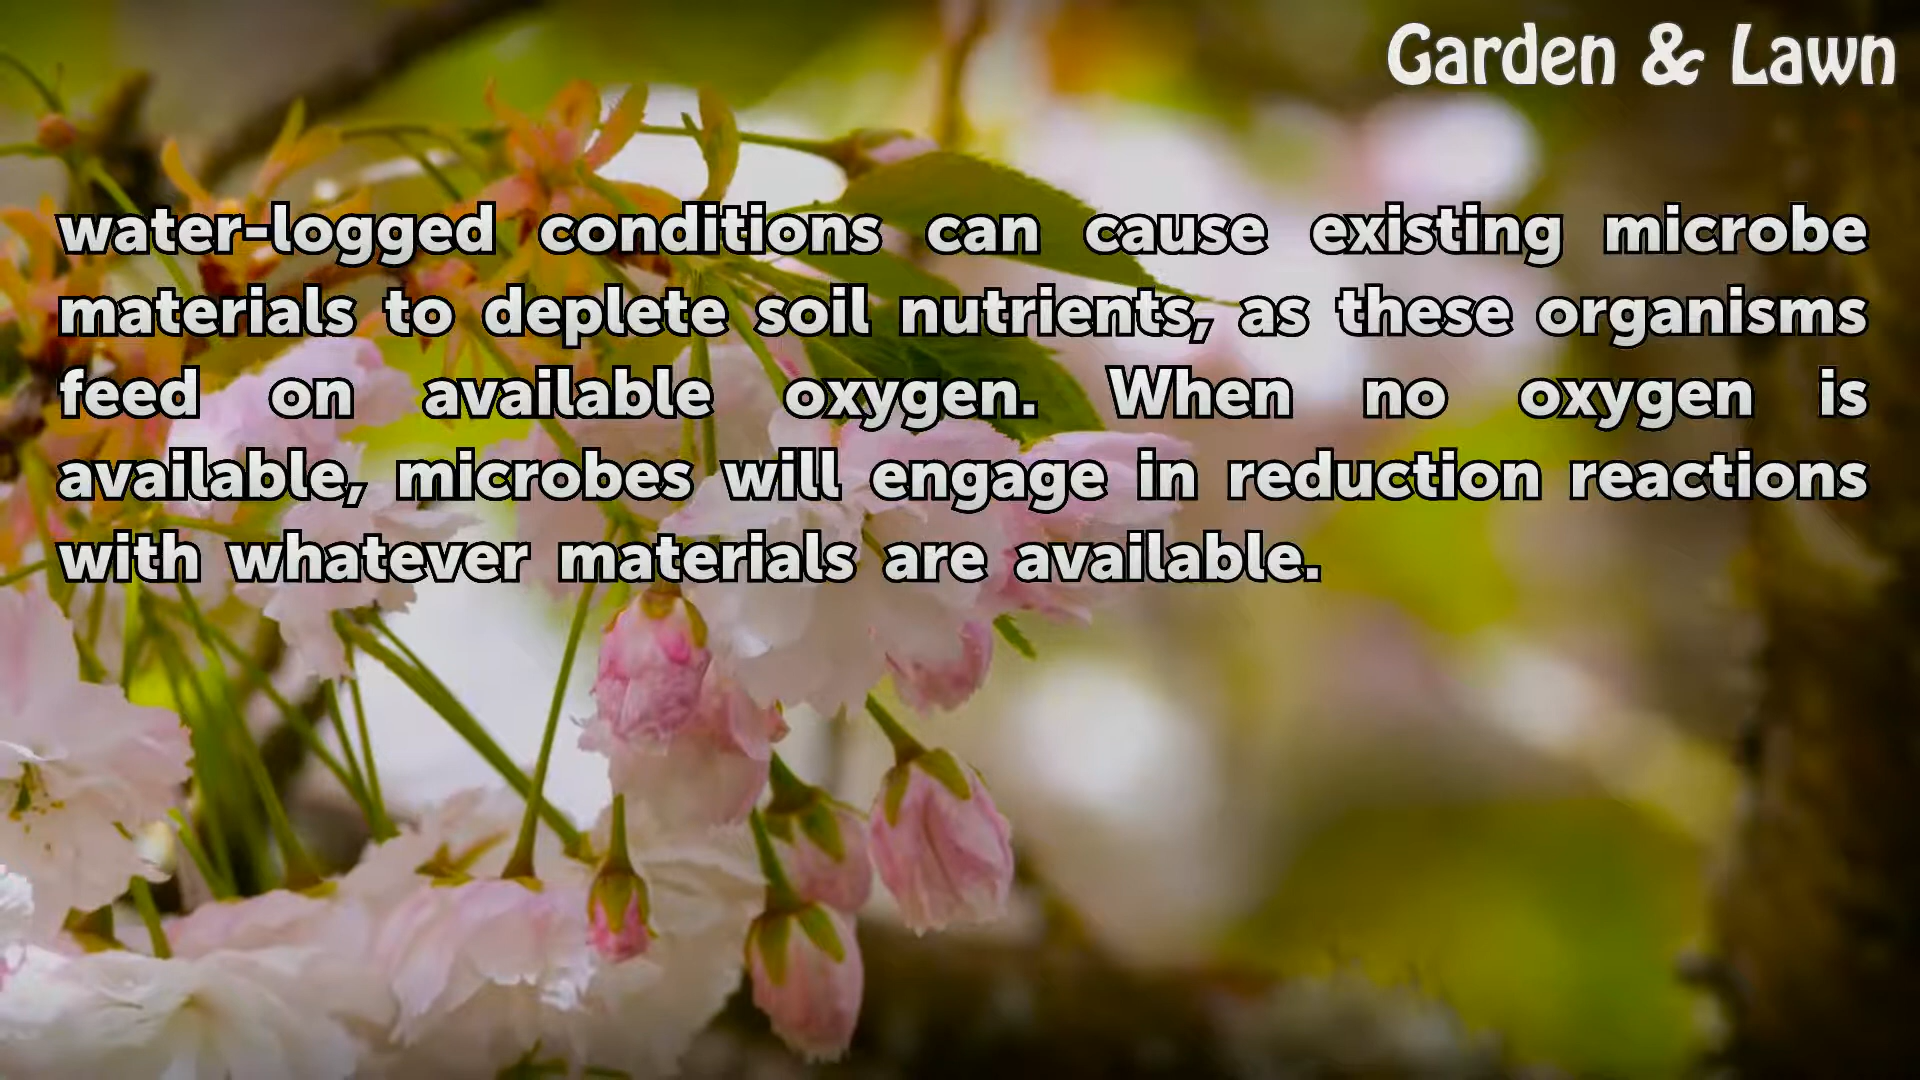 Garden & Lawn
water-logged conditions can cause existing microbe
materials to deplete soil nutrients, as these organisms
feed on available oxygen. When no oxygen is
available, microbes will engage in reduction reactions
with whatever materials are available.